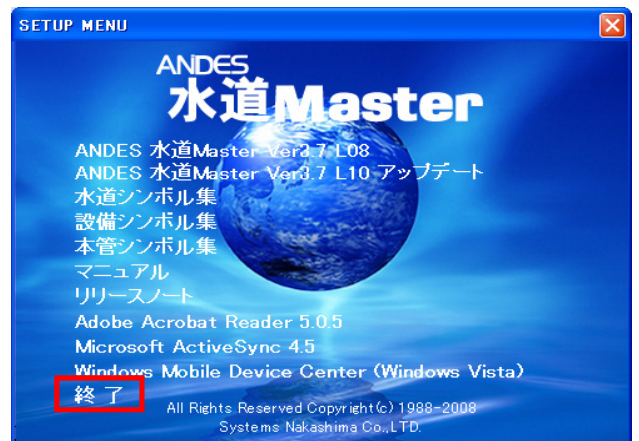 SETUP MENU
ANDES
水道Master
ANDES 水道Master Ver3.7 L08
ANDES 水道Master Ver3.7 L10 アップデート
水道シンボル集
設備シンボル集
本管シンボル集
マニュアル
リリースノート
Adobe Acrobat Reader 5.0.5
Microsoft ActiveSync 4.5
Windows Mobile Device Center (Windows Vista)
終了
All Rights Reserved Copyright(c) 1988-2008
Systems Nakashima Co.,LTD.